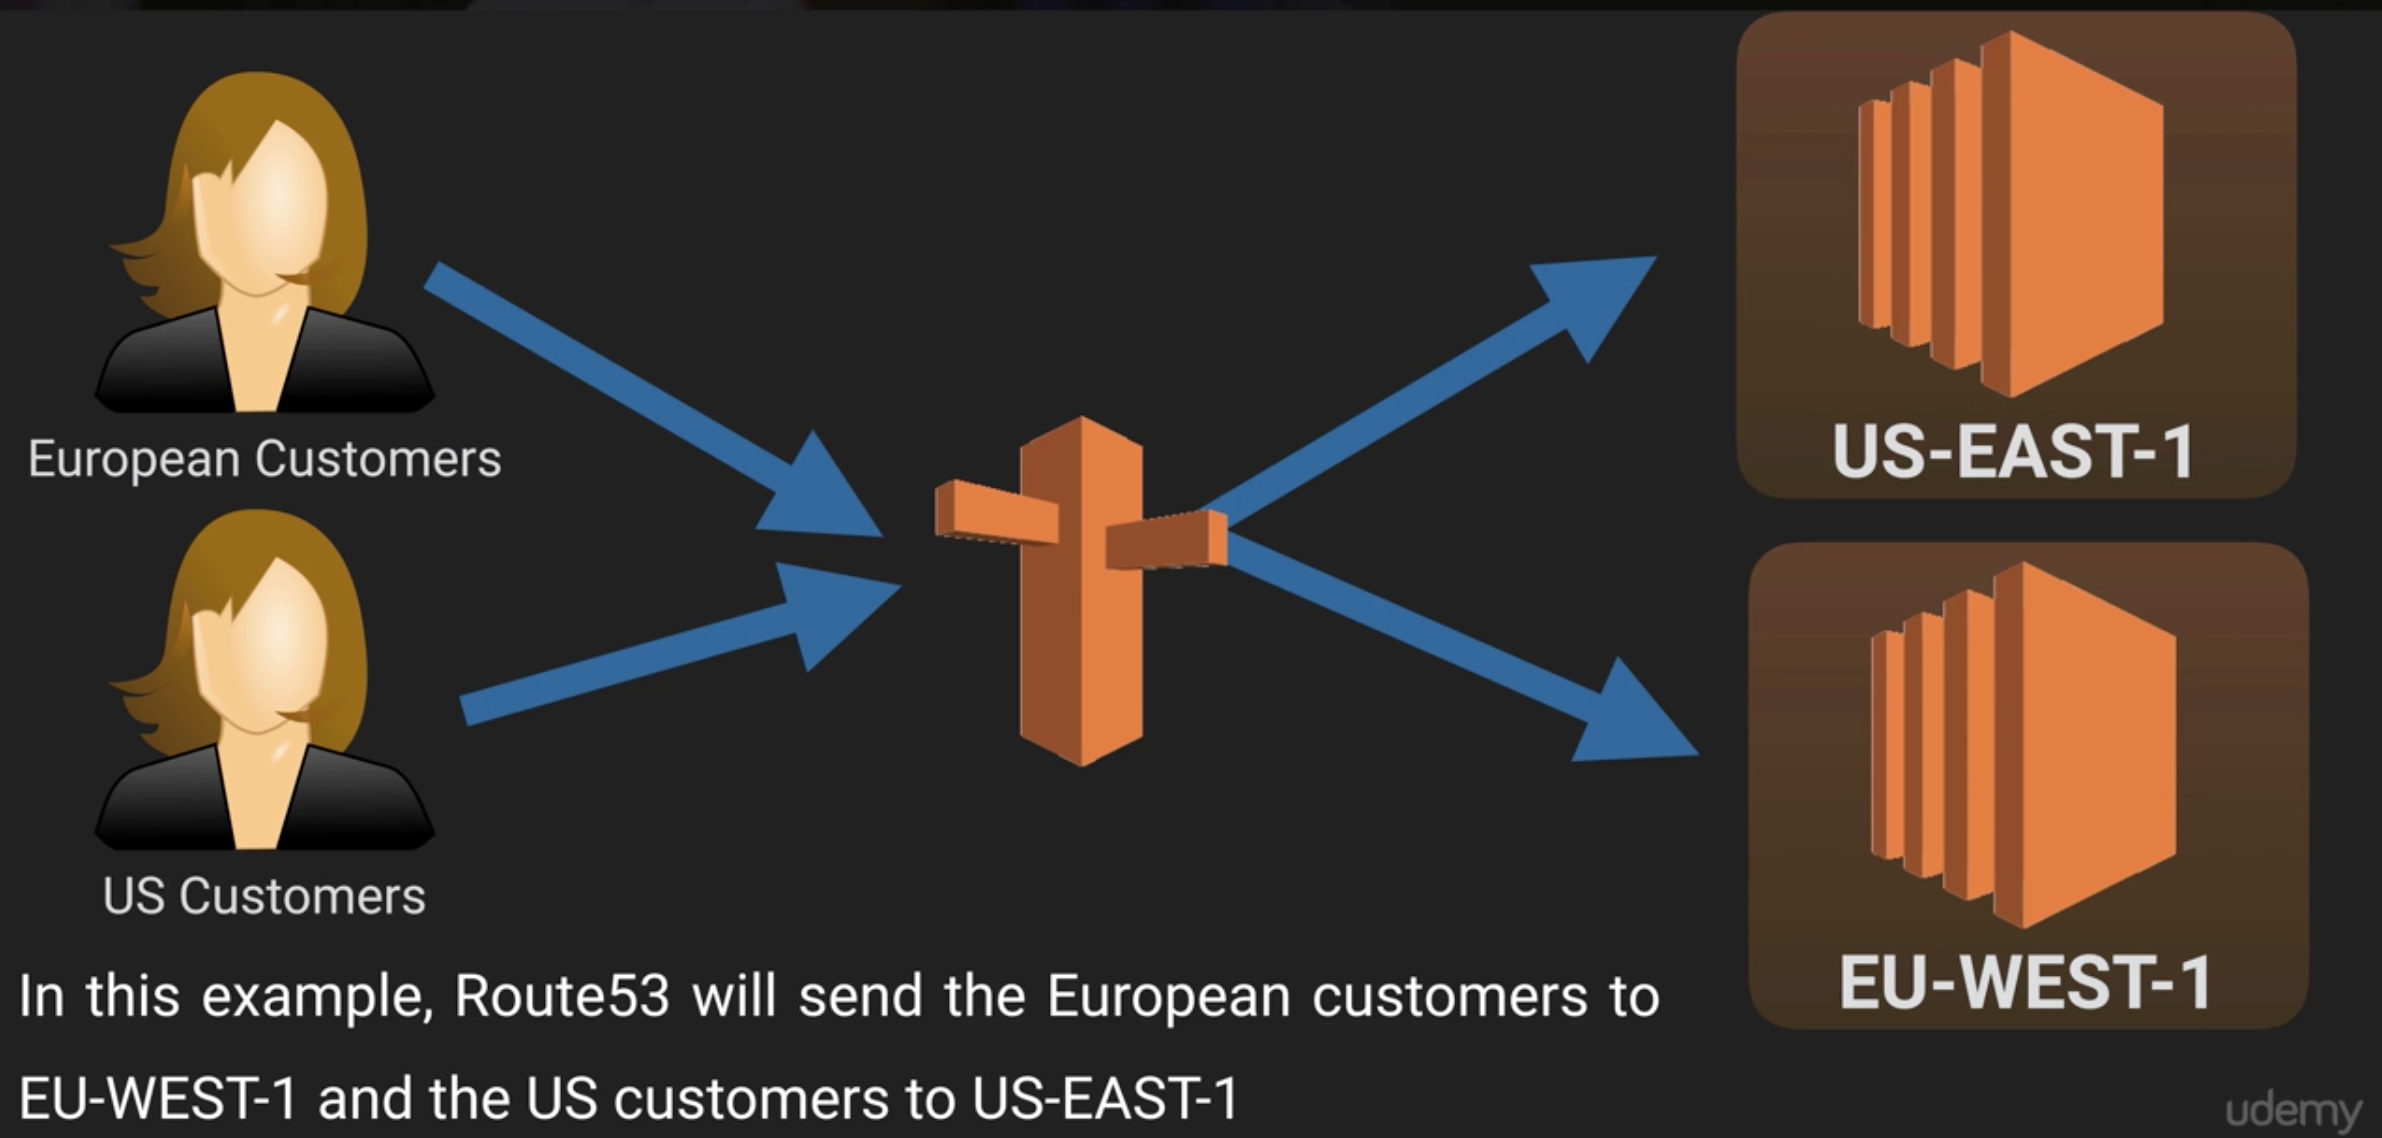 European Customers
US Customers
US-EAST-1
EU-WEST-1
In this example, Route53 will send the European customers to
EU-WEST-1 and the US customers to US-EAST-1
udemy